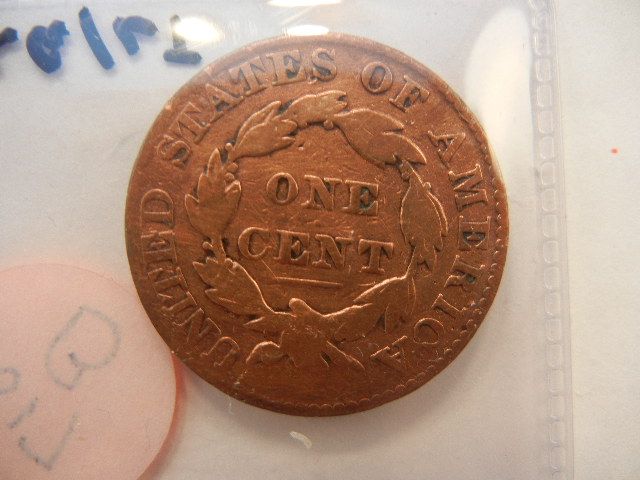 UNITED STATES OF AMERICA
ONE
CENT